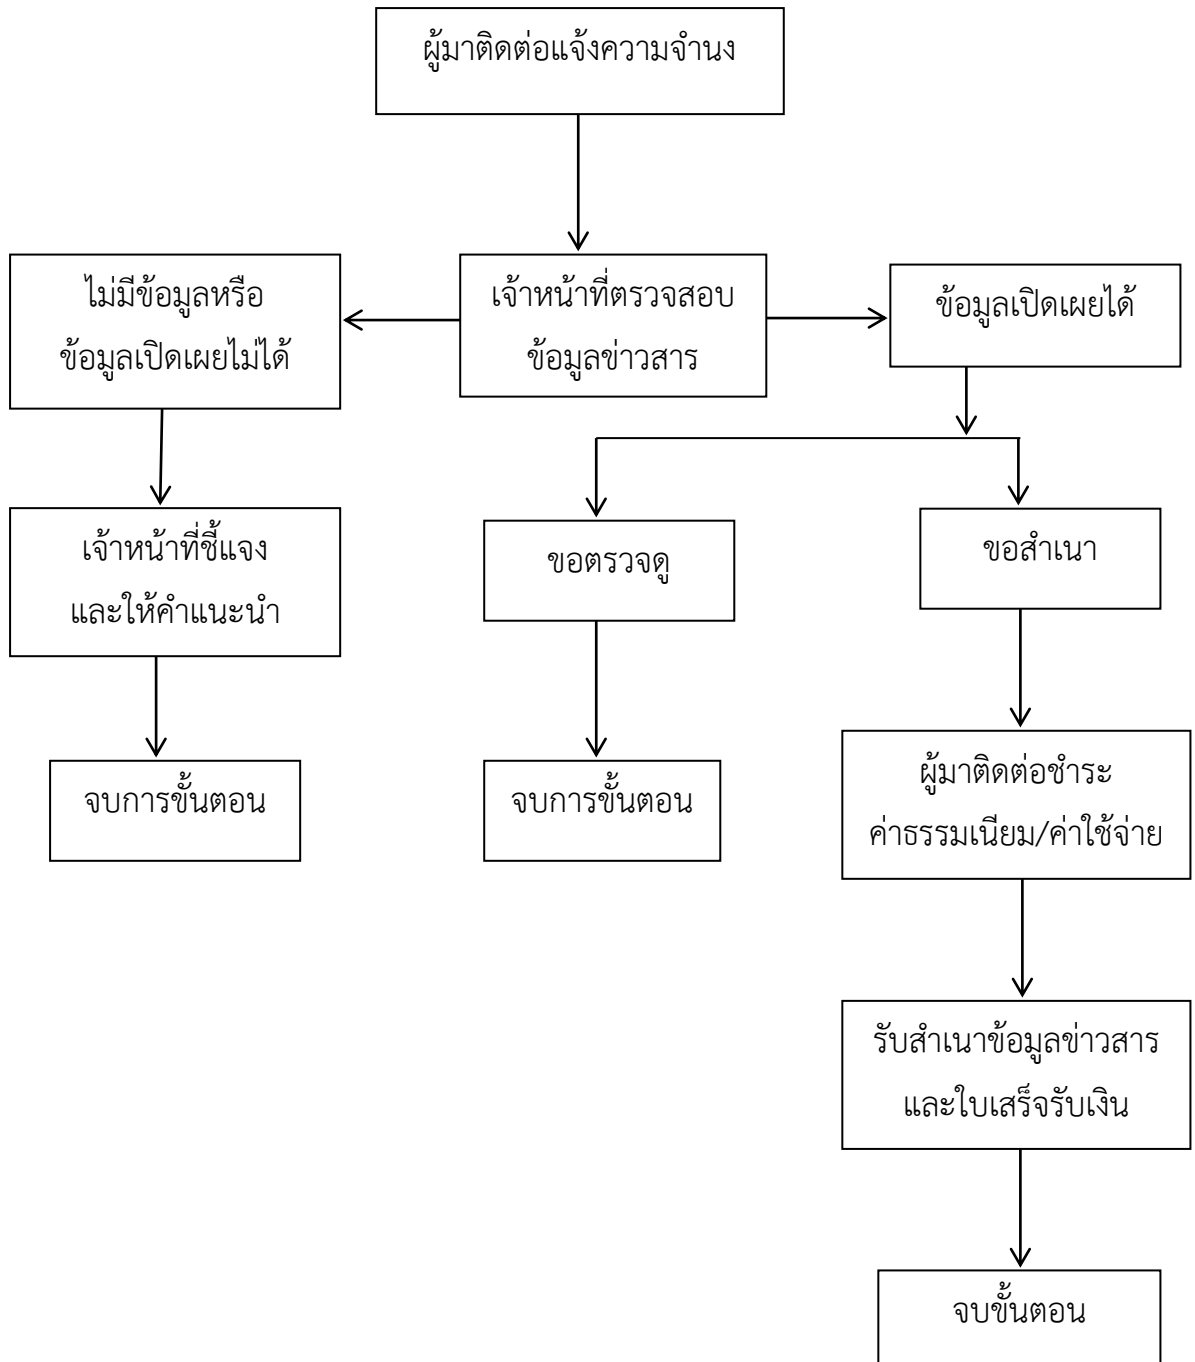 ผู้มาติดต่อแจ้งความจำนง
ไม่มีข้อมูลหรือ
ข้อมูลเปิดเผยไม่ได้
เจ้าหน้าที่ตรวจสอบ
ข้อมูลข่าวสาร
ข้อมูลเปิดเผยได้
เจ้าหน้าที่ชี้แจง
และให้คำแนะนำ
ขอตรวจดู
ขอสำเนา
จบการขั้นตอน
จบการขั้นตอน
ผู้มาติดต่อชำระ
ค่าธรรมเนียม/ค่าใช้จ่าย
รับสำเนาข้อมูลข่าวสาร
และใบเสร็จรับเงิน
จบขั้นตอน